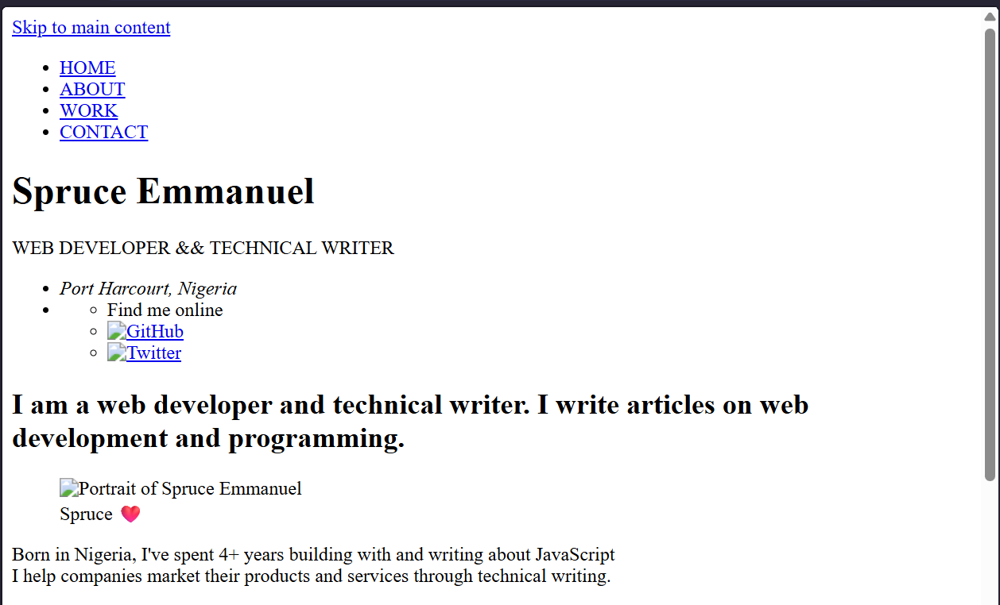 Skip to main content
HOME
ABOUT
WORK
CONTACT
Spruce Emmanuel
WEB DEVELOPER && TECHNICAL WRITER
Port Harcourt, Nigeria
Find me online
GitHub
Twitter
I am a web developer and technical writer. I write articles on web
development and programming.
Portrait of Spruce Emmanuel
Spruce
Born in Nigeria, I've spent 4+ years building with and writing about JavaScript
I help companies market their products and services through technical writing.